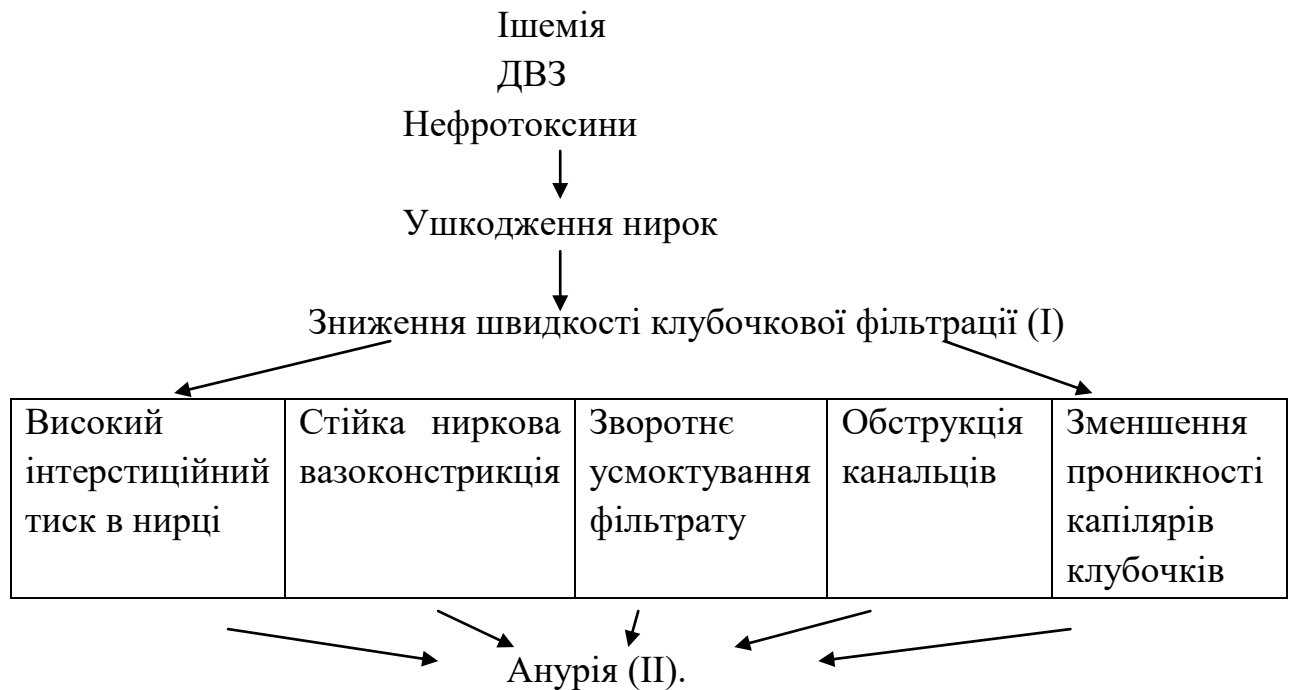 Ішемія
ДВЗ
Нефротоксини
Ушкодження нирок
Зниження швидкості клубочкової фільтрації (І)
Високий
інтерстиційний
тиск в нирці
Стійка ниркова
вазоконстрикція
Зворотнє
усмоктування
фільтрату
Обструкція
канальців
Зменшення
проникності
капілярів
клубочків
Анурія (ІІ).